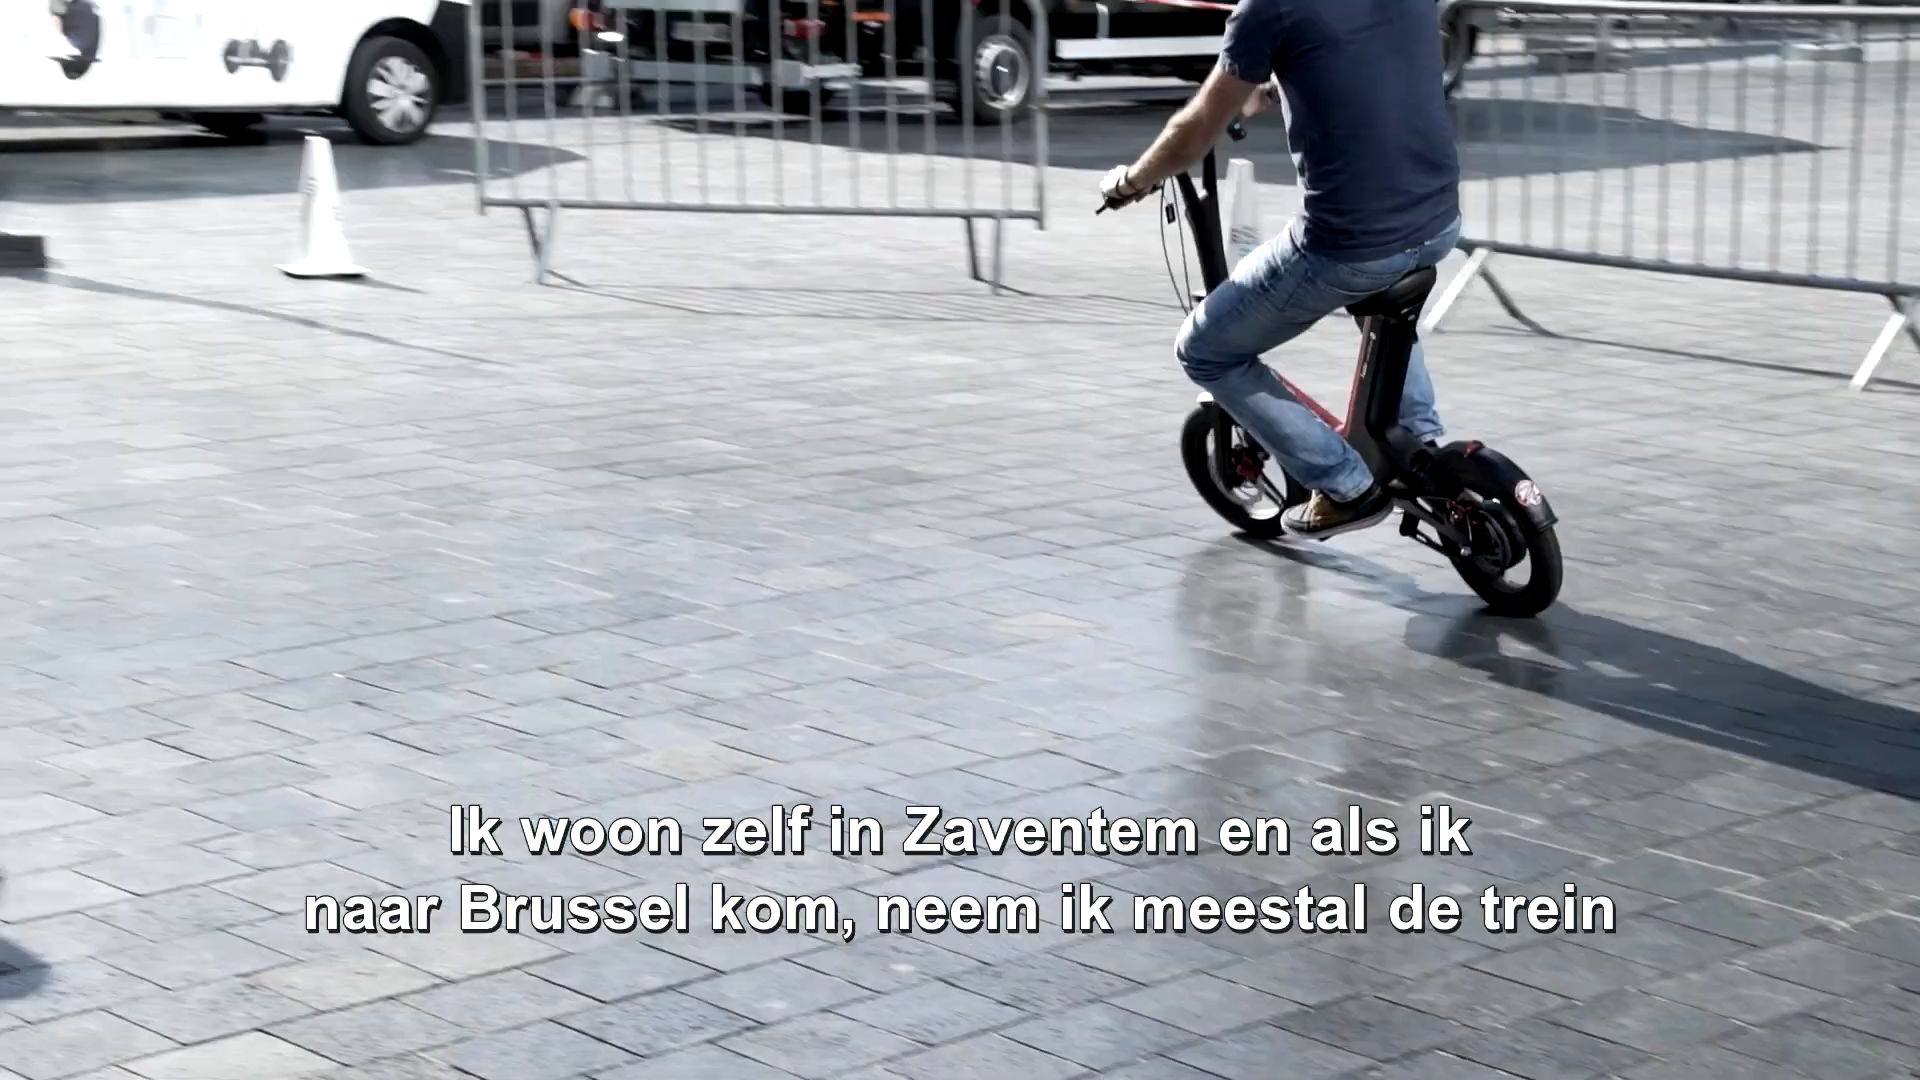 Ik woon zelf in Zaventem en als ik
naar Brussel kom, neem ik meestal de trein